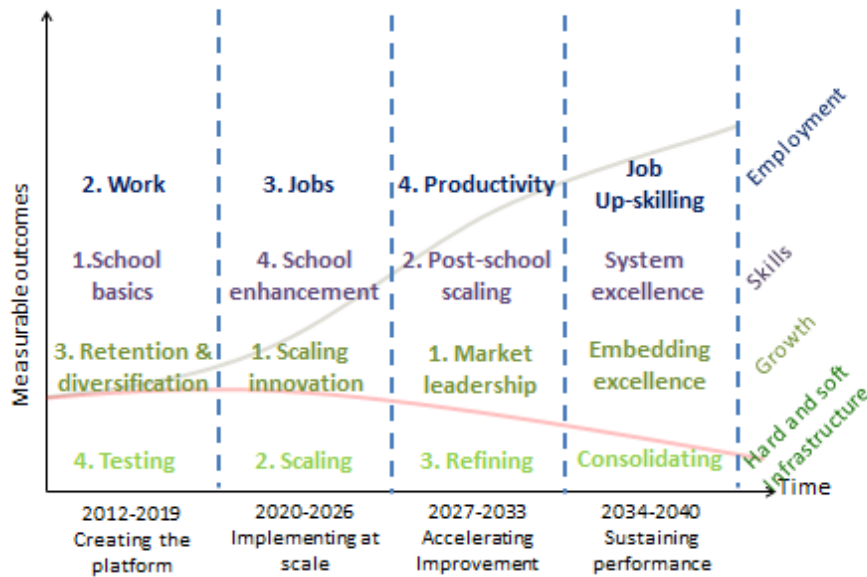 Measurable outcomes
2. Work
3. Jobs
4. Productivity
Job
Up-skilling
Employment
1.School
basics
4. School
enhancement
2. Post-school
scaling
System
excellence
Skills
3. Retention &
diversification
1. Scaling
innovation
1. Market
leadership
Embedding
excellence
Growth
4. Testing
2. Scaling
3. Refining
Consolidating
Hard and soft
Infrastructure
Time
2012-2019
Creating the
platform
2020-2026
Implementing at
scale
2027-2033
Accelerating
Improvement
2034-2040
Sustaining
performance